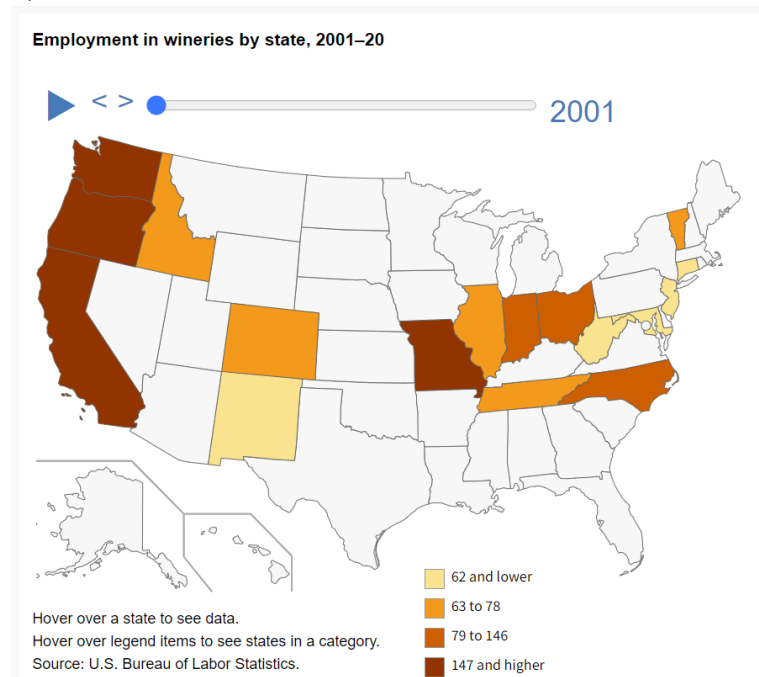 Employment in wineries by state, 2001–20
< >
2001
62 and lower
63 to 78
79 to 146
147 and higher
Hover over a state to see data.
Hover over legend items to see states in a category.
Source: U.S. Bureau of Labor Statistics.